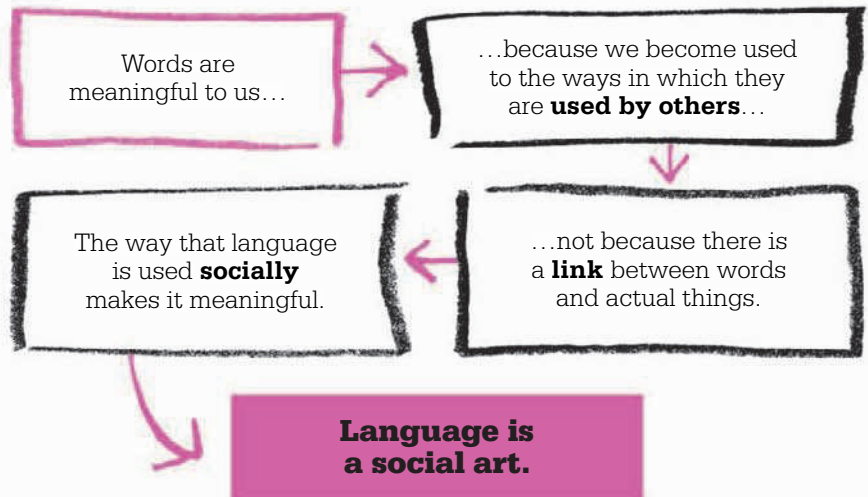 Words are
meaningful to us…
…because we become used
to the ways in which they
are used by others…
…not because there is
a link between words
and actual things.
The way that language
is used socially
makes it meaningful.
Language is
a social art.